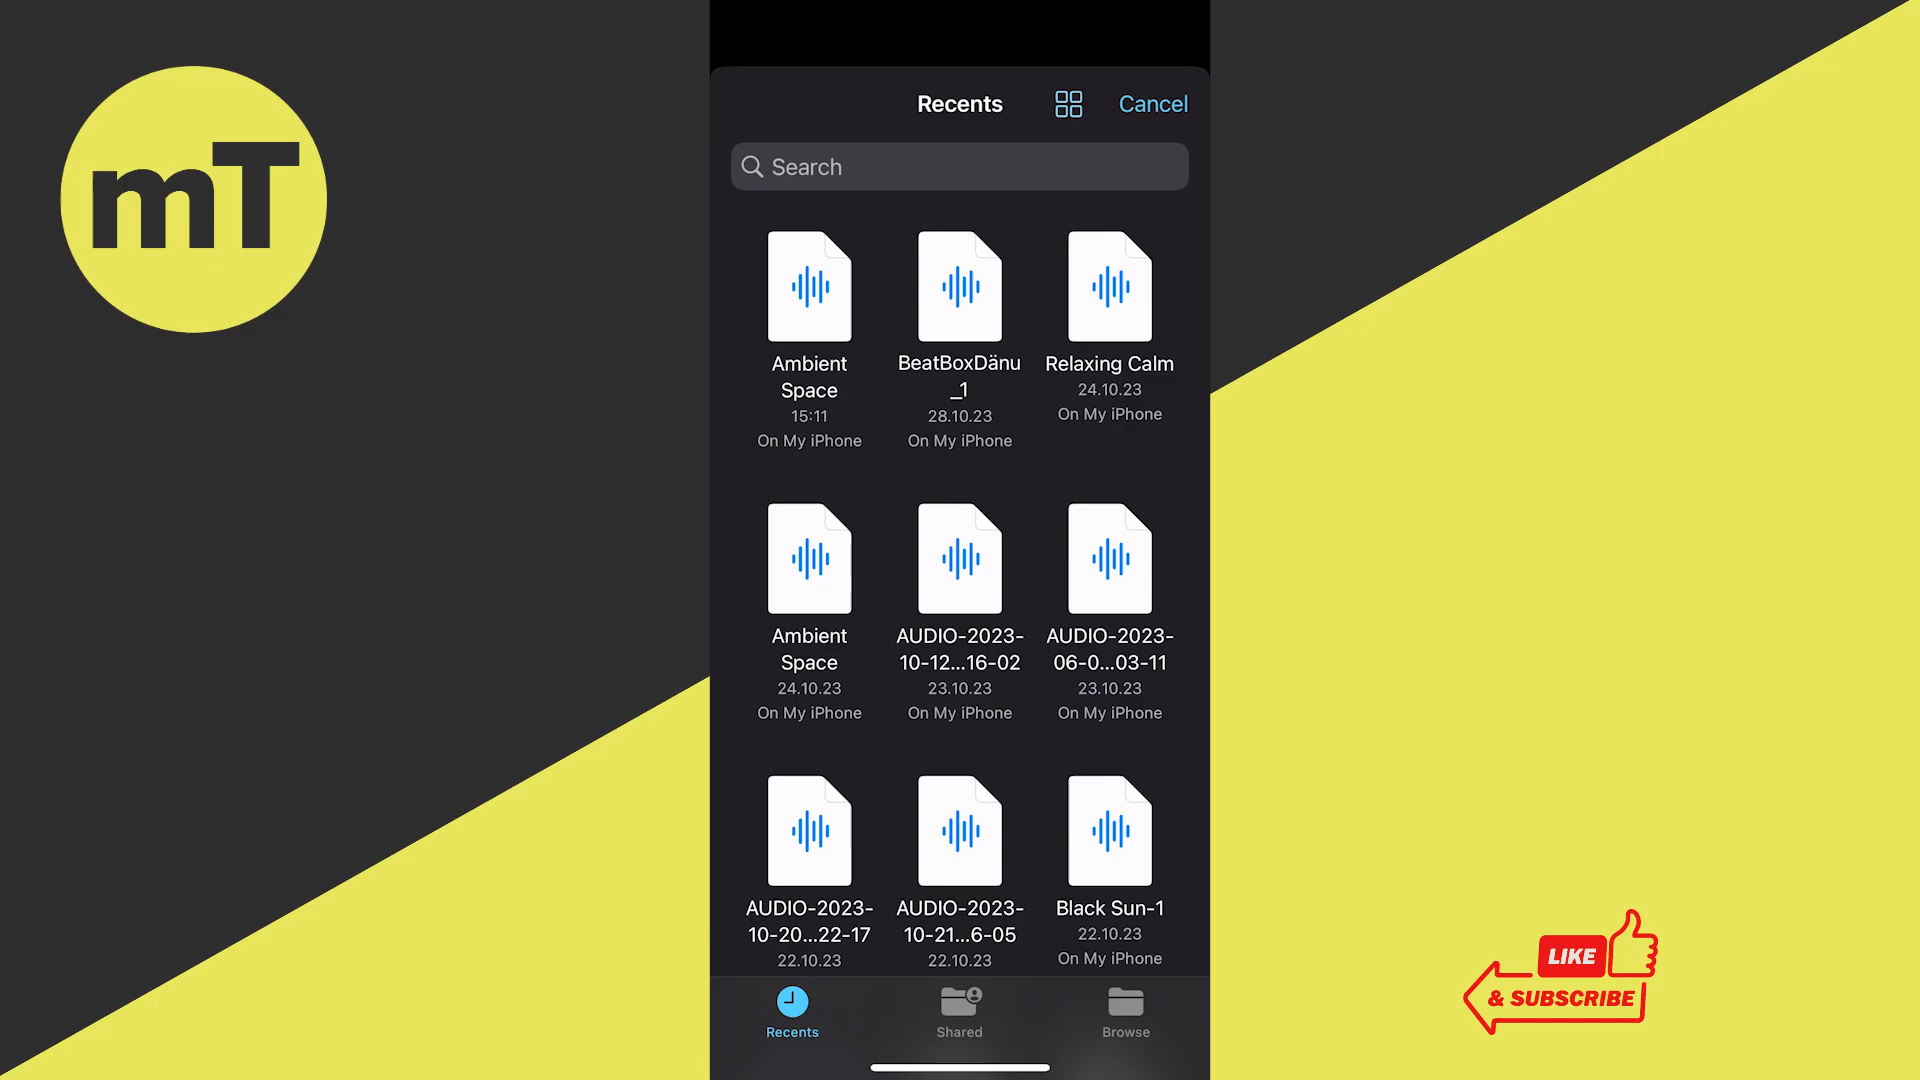 mT
Recents
Cancel
Search
Ambient
Space
15:11
On My iPhone
BeatBoxDänu
_1
28.10.23
On My iPhone
Relaxing Calm
24.10.23
On My iPhone
Ambient
Space
24.10.23
On My iPhone
AUDIO-2023-
10-12...16-02
23.10.23
On My iPhone
AUDIO-2023-
06-0...03-11
23.10.23
On My iPhone
AUDIO-2023-
10-20...22-17
22.10.23
AUDIO-2023-
10-21...6-05
22.10.23
Black Sun-1
22.10.23
On My iPhone
Recents
Shared
Browse
LIKE
& SUBSCRIBE